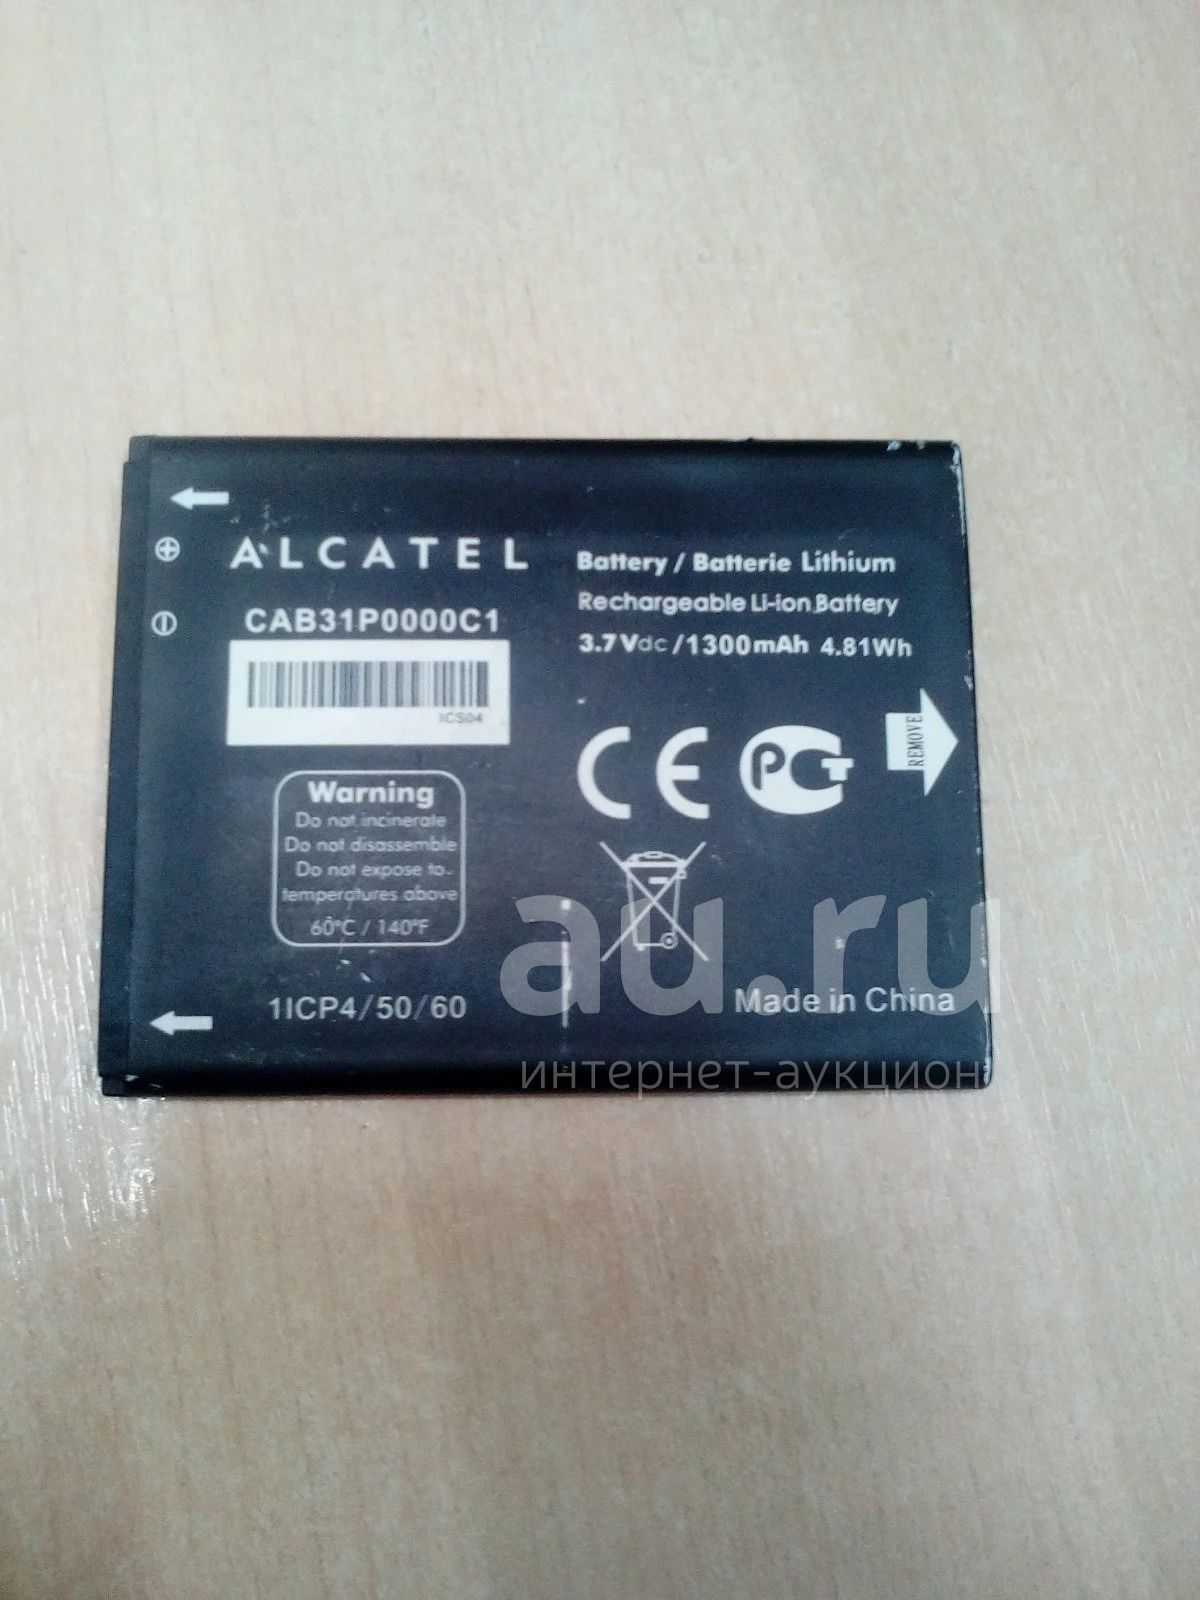 ALCATEL
CAB31P0000C1
ICS04
Warning
Do not incinerate
Do not disassemble
Do not expose to
temperatures above
60°C / 140°F
1ICP4/50/60
Battery / Batterie Lithium
Rechargeable Li-ion Battery
3.7Vdc/1300mAh 4.81Wh
CE
РСТ
REMOVE
Made in China
au.ru
интернет-аукцион